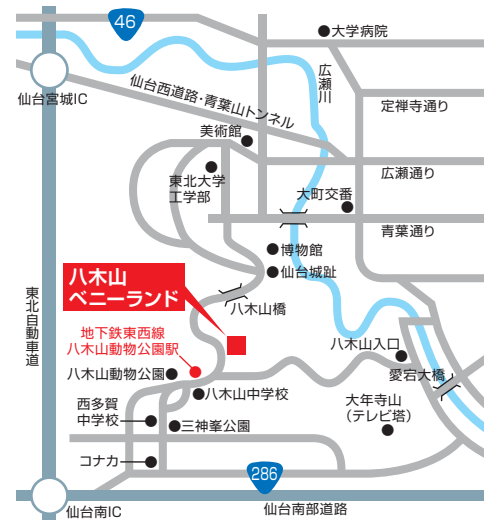 46
大学病院
仙台宮城IC
仙台西道路・青葉山トンネル
広瀬川
定禅寺通り
美術館
広瀬通り
東北大学
工学部
大町交番
青葉通り
博物館
仙台城趾
八木山
ベニーランド
八木山橋
東北自動車道
地下鉄東西線
八木山動物公園駅
八木山入口
八木山動物公園
愛宕大橋
八木山中学校
西多賀
中学校
大年寺山
(テレビ塔)
三神峯公園
コナカ
286
仙台南IC
仙台南部道路